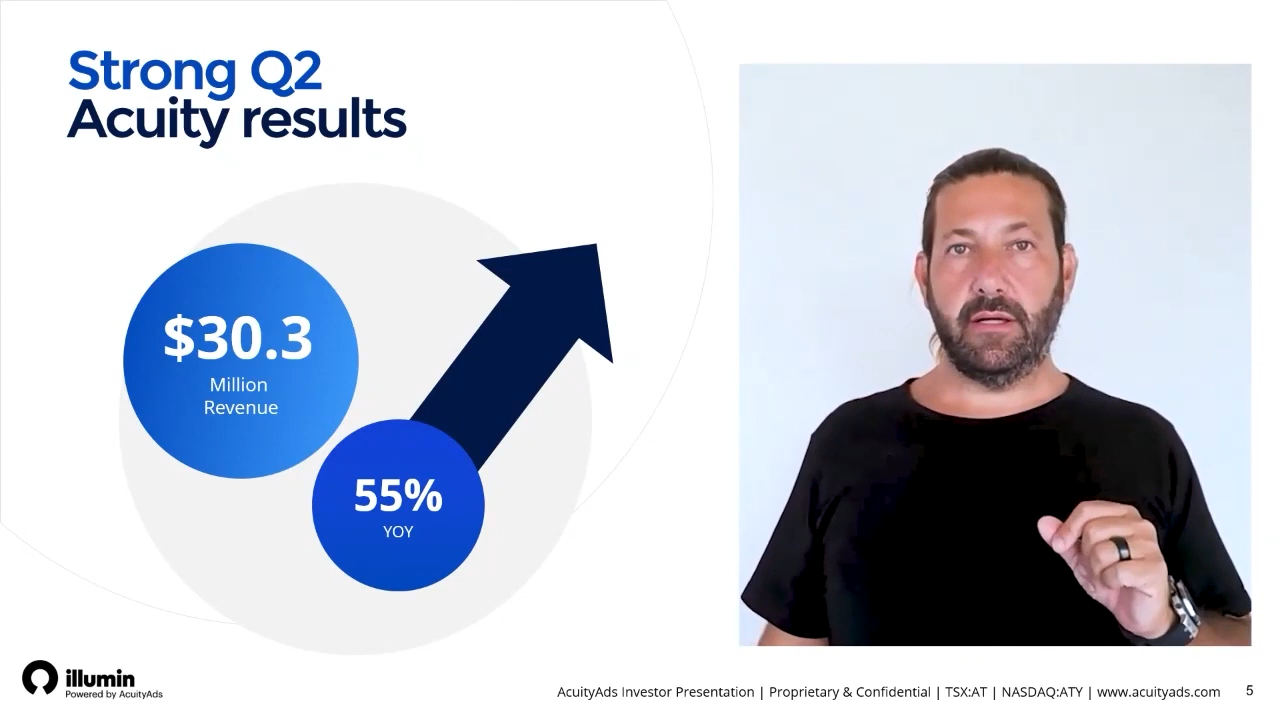 Strong Q2
Acuity results
$30.3
Million
Revenue
55%
YOY
illumin
Powered by AcuityAds
AcuityAds Investor Presentation | Proprietary & Confidential | TSX:AT | NASDAQ:ATY | www.acuityads.com
5